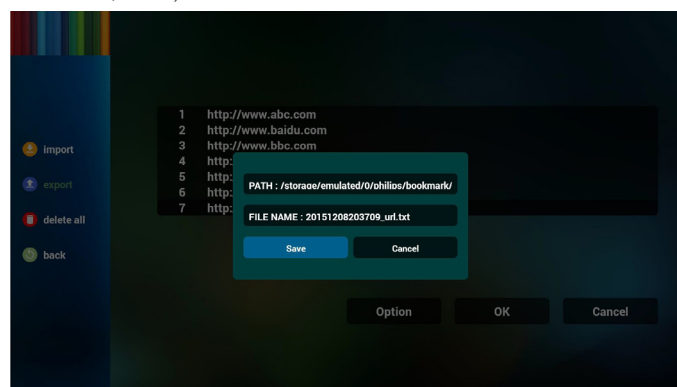 import
export
delete all
back
1 http://www.abc.com
2 http://www.baidu.com
3 http://www.bbc.com
4 http:
5 http:
6 http:
7 http:
PATH : /storage/emulated/0/philips/bookmark/
FILE NAME : 20151208203709_url.txt
Save Cancel
Option OK Cancel